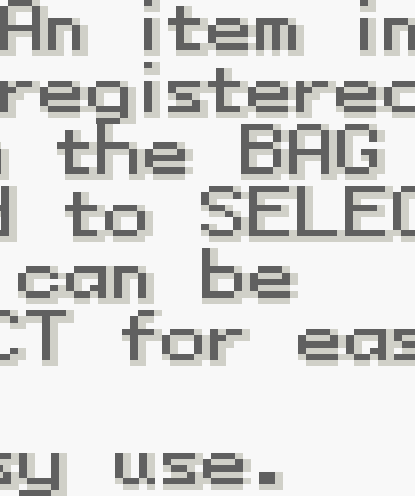 An item in
registered
the BAG
to SELEC
can be
CT for eas
sy use.